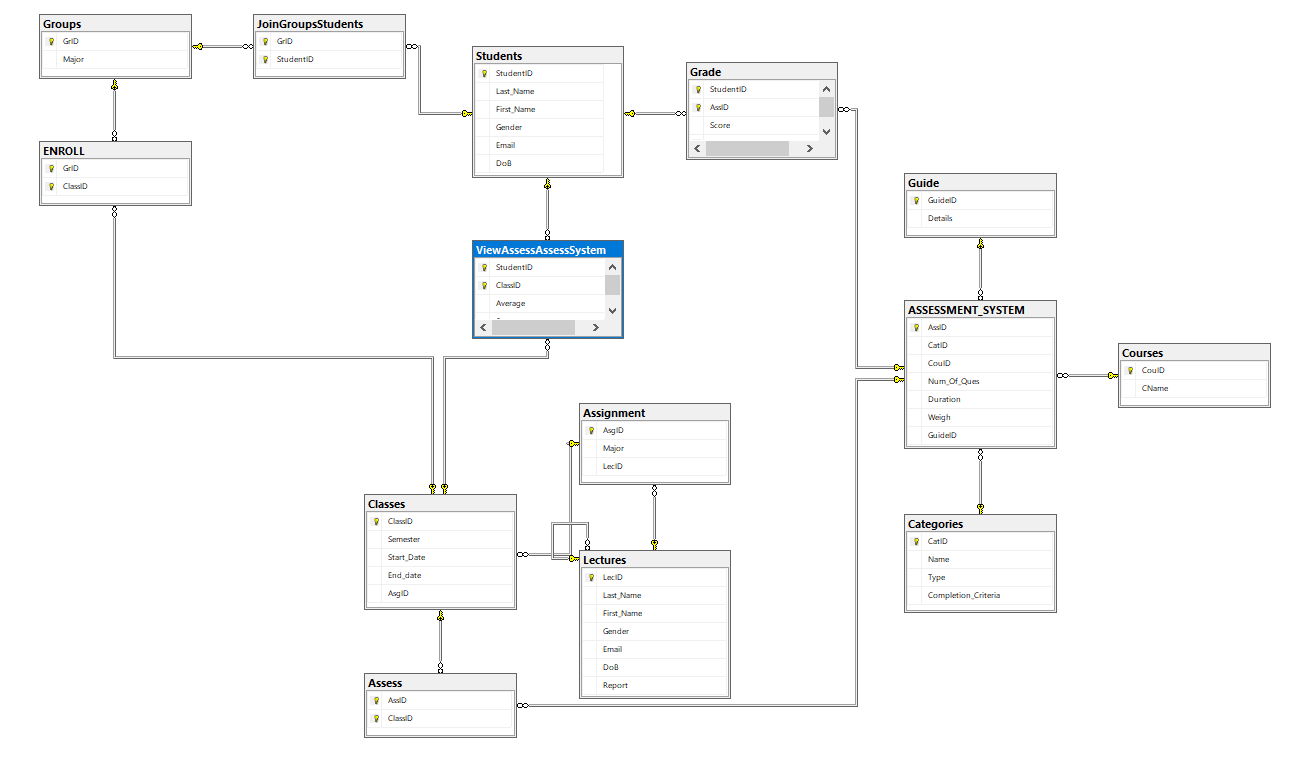 Groups
GrID
Major
JoinGroupsStudents
GrID
StudentID
Students
StudentID
Last_Name
First_Name
Gender
Email
DoB
Grade
StudentID
AssID
Score
ENROLL
GrID
ClassID
Guide
GuideID
Details
ViewAssessAssessSystem
StudentID
ClassID
Average
ASSESSMENT_SYSTEM
AssID
CatID
CouID
Num_Of_Ques
Duration
Weigh
GuideID
Courses
CouID
CName
Assignment
AsgID
Major
LecID
Classes
ClassID
Semester
Start_Date
End_date
AsgID
Lectures
LecID
Last_Name
First_Name
Gender
Email
DoB
Report
Categories
CatID
Name
Type
Completion_Criteria
Assess
AssID
ClassID